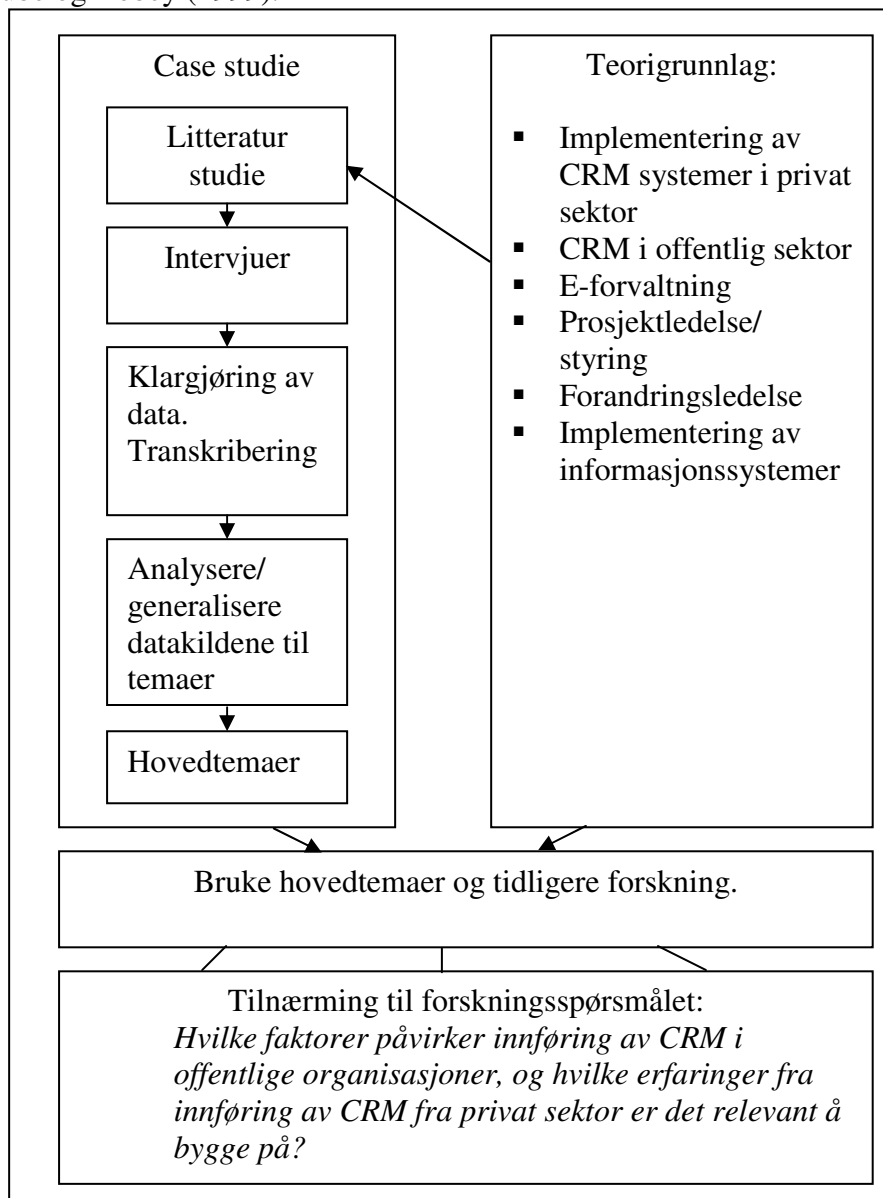 Case studie
Litteratur
studie
Intervjuer
Klargjøring av
data.
Transkribering
Analysere/
generalisere
datakildene til
temaer
Hovedtemaer
Teorigrunnlag:
▪ Implementering av
CRM systemer i privat
sektor
▪ CRM i offentlig sektor
▪ E-forvaltning
▪ Prosjektledelse/
styring
▪ Forandringsledelse
▪ Implementering av
informasjonssystemer
Bruke hovedtemaer og tidligere forskning.
Tilnærming til forskningsspørsmålet:
Hvilke faktorer påvirker innføring av CRM i
offentlige organisasjoner, og hvilke erfaringer fra
innføring av CRM fra privat sektor er det relevant å
bygge på?